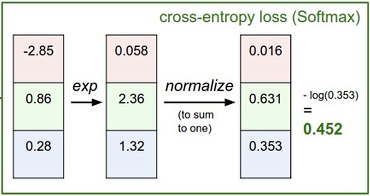 cross-entropy loss (Softmax)
-2.85
0.86
0.28
exp
0.058
2.36
1.32
normalize
(to sum
to one)
0.016
0.631
0.353
- log(0.353)
=
0.452